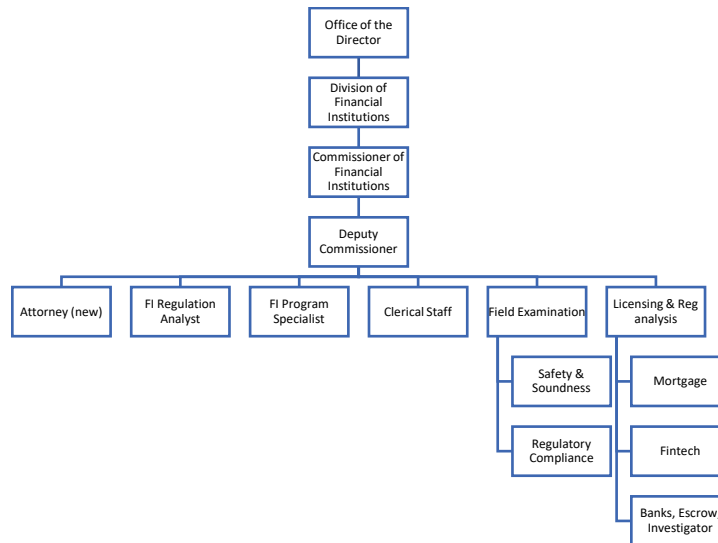 Office of the
Director
Division of
Financial
Institutions
Commissioner of
Financial
Institutions
Deputy
Commissioner
Attorney (new)
FI Regulation
Analyst
FI Program
Specialist
Clerical Staff
Field Examination
Licensing & Reg
analysis
Safety &
Soundness
Regulatory
Compliance
Mortgage
Fintech
Banks, Escrow,
Investigator